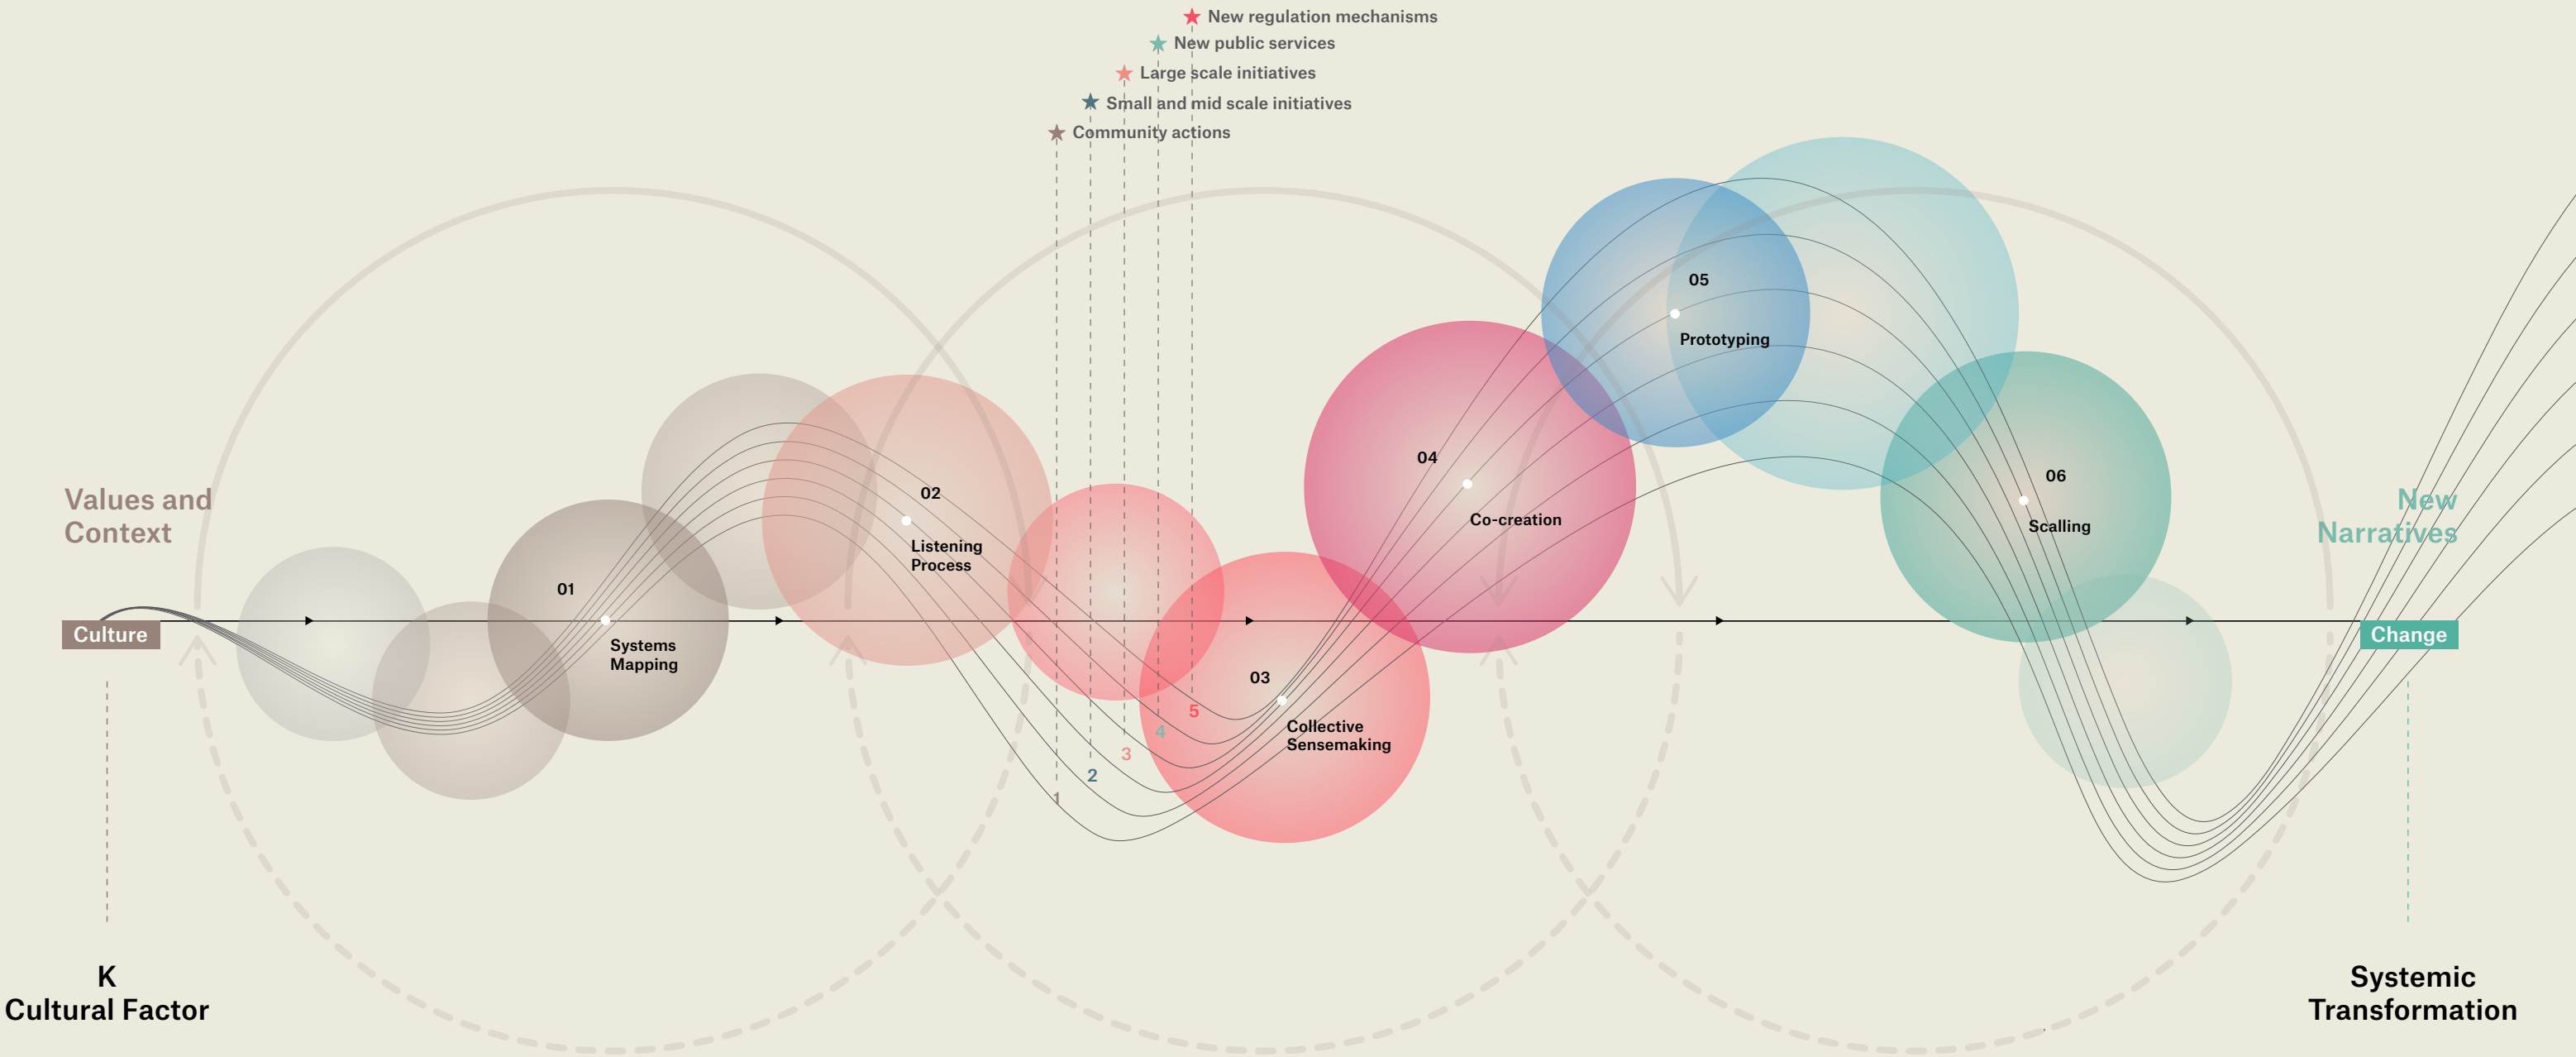 New regulation mechanisms
New public services
Large scale initiatives
Small and mid scale initiatives
Community actions
Values and
Context
Culture
K
Cultural Factor
01
Systems
Mapping
02
Listening
Process
1
2
3
4
5
03
Collective
Sensemaking
04
Co-creation
05
Prototyping
06
Scalling
New
Narratives
Change
Systemic
Transformation